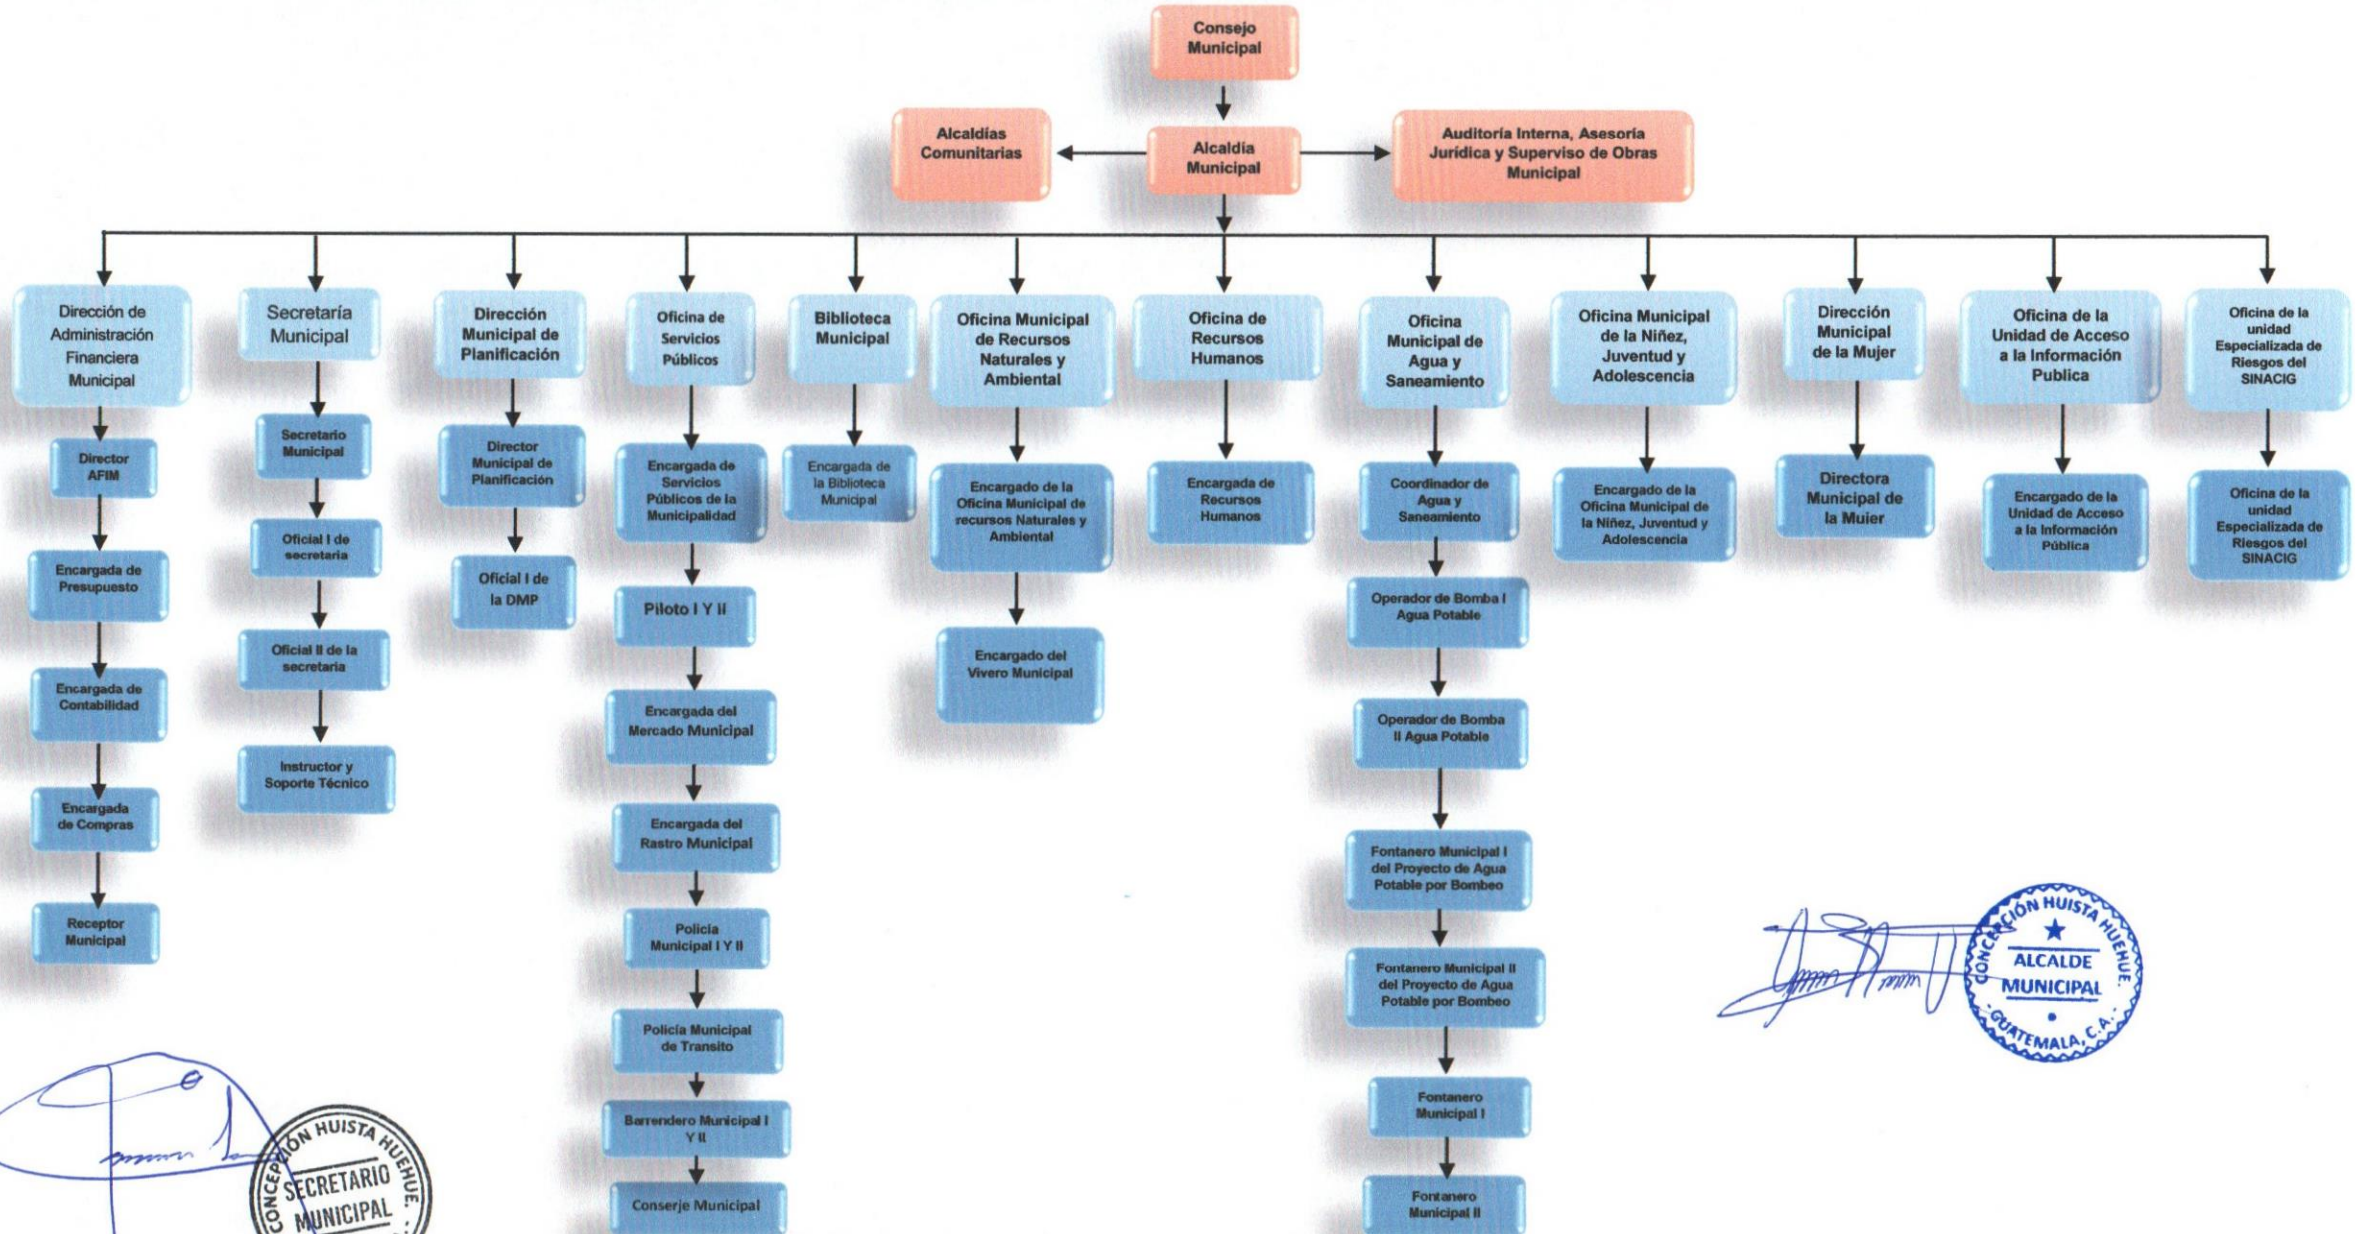 Consejo
Municipal
Alcaldías
Comunitarias
Alcaldía
Municipal
Auditoría Interna, Asesoría
Jurídica y Superviso de Obras
Municipal
Dirección de
Administración
Financiera
Municipal
Director
AFIM
Encargada de
Presupuesto
Encargada de
Contabilidad
Encargada
de Compras
Receptor
Municipal
Secretaría
Municipal
Secretario
Municipal
Oficial I de
secretaria
Oficial II de la
secretaria
Instructor y
Soporte Técnico
Dirección
Municipal de
Planificación
Director
Municipal de
Planificación
Oficial I de
la DMP
Oficina de
Servicios
Públicos
Encargada de
Servicios
Públicos de la
Municipalidad
Piloto I Y II
Encargada del
Mercado Municipal
Encargada del
Rastro Municipal
Policía
Municipal I Y II
Policía Municipal
de Transito
Barrendero Municipal I
Y II
Conserje Municipal
Biblioteca
Municipal
Encargada de
la Biblioteca
Municipal
Oficina Municipal
de Recursos
Naturales y
Ambiental
Encargado de la
Oficina Municipal de
recursos Naturales y
Ambiental
Encargado del
Vivero Municipal
Oficina de
Recursos
Humanos
Encargada de
Recursos
Humanos
Oficina
Municipal de
Agua y
Saneamiento
Coordinador de
Agua y
Saneamiento
Operador de Bomba I
Agua Potable
Operador de Bomba
II Agua Potable
Fontanero Municipal I
del Proyecto de Agua
Potable por Bombeo
Fontanero Municipal II
del Proyecto de Agua
Potable por Bombeo
Fontanero
Municipal I
Fontanero
Municipal II
Oficina Municipal
de la Niñez,
Juventud y
Adolescencia
Encargado de la
Oficina Municipal de
la Niñez, Juventud y
Adolescencia
Dirección
Municipal
de la Mujer
Directora
Municipal de
la Mujer
Oficina de la
Unidad de Acceso
a la Información
Publica
Encargado de la
Unidad de Acceso
a la Información
Pública
Oficina de la
unidad
Especializada de
Riesgos del
SINACIG
Oficina de la
unidad
Especializada de
Riesgos del
SINACIG
CONCEPCIÓN HUISTA HUEHUE.
ALCALDE
MUNICIPAL
GUATEMALA, C.A.
CONCEPCIÓN HUISTA HUEHUE.
SECRETARIO
MUNICIPAL